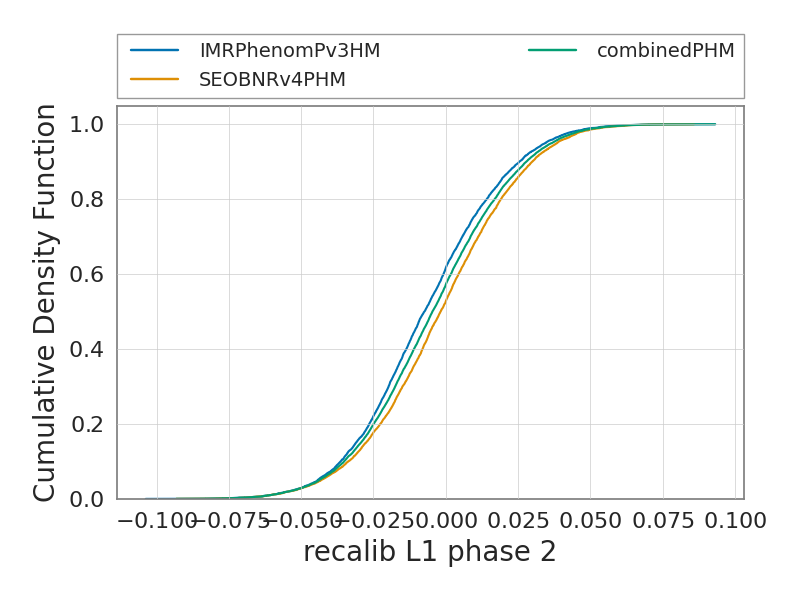 IMRPhenomPv3HM
SEOBNRv4PHM
combinedPHM
Cumulative Density Function
1.0
0.8
0.6
0.4
0.2
0.0
−0.100 −0.075 −0.050 −0.025 0.000 0.025 0.050 0.075 0.100
recalib L1 phase 2